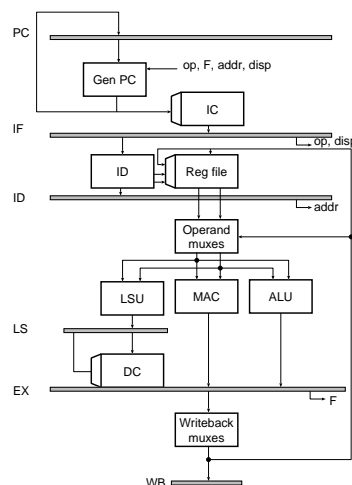 PC
op, F, addr, disp
Gen PC
IC
IF
op, disp
ID
Reg file
ID
addr
Operand
muxes
LSU
MAC
ALU
LS
DC
EX
F
Writeback
muxes
WB